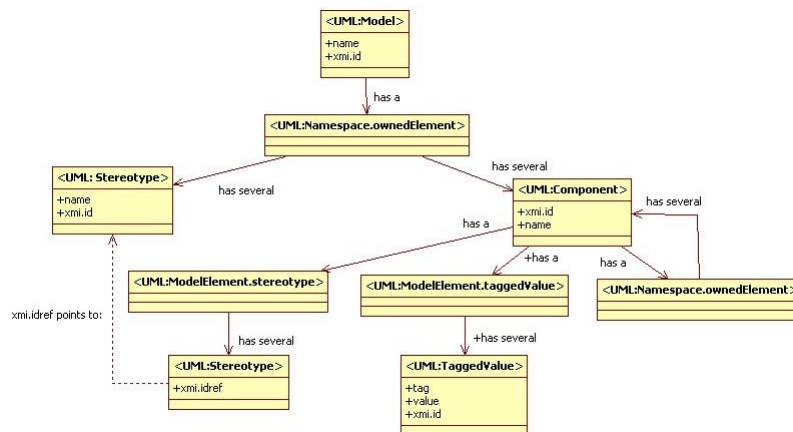 <UML:Model>
+name
+xmi.id
has a
<UML:Namespace.ownedElement>
has several
has several
<UML: Stereotype>
+name
+xmi.id
<UML:Component>
+xmi.id
+name
has several
has a
+has a
has a
<UML:ModelElement.stereotype>
<UML:ModelElement.taggedValue>
<UML:Namespace.ownedElement>
xmi.idref points to:
has several
+has several
<UML:Stereotype>
+xmi.idref
<UML:TaggedValue>
+tag
+value
+xmi.id